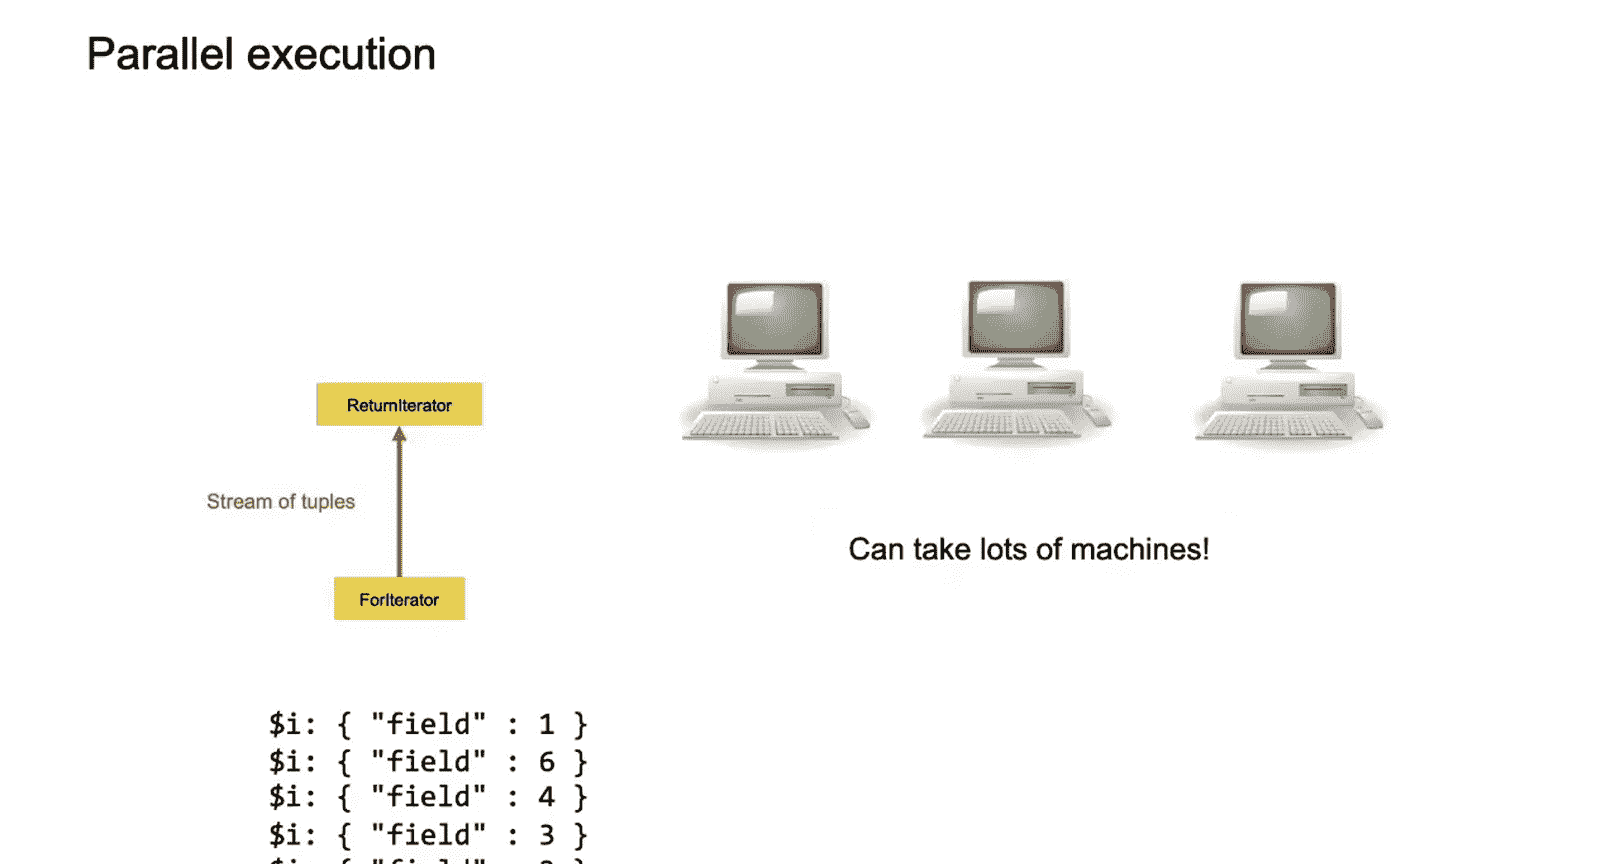 Parallel execution
ReturnIterator
Stream of tuples
Can take lots of machines!
ForIterator
$i: { "field" : 1 }
$i: { "field" : 6 }
$i: { "field" : 4 }
$i: { "field" : 3 }